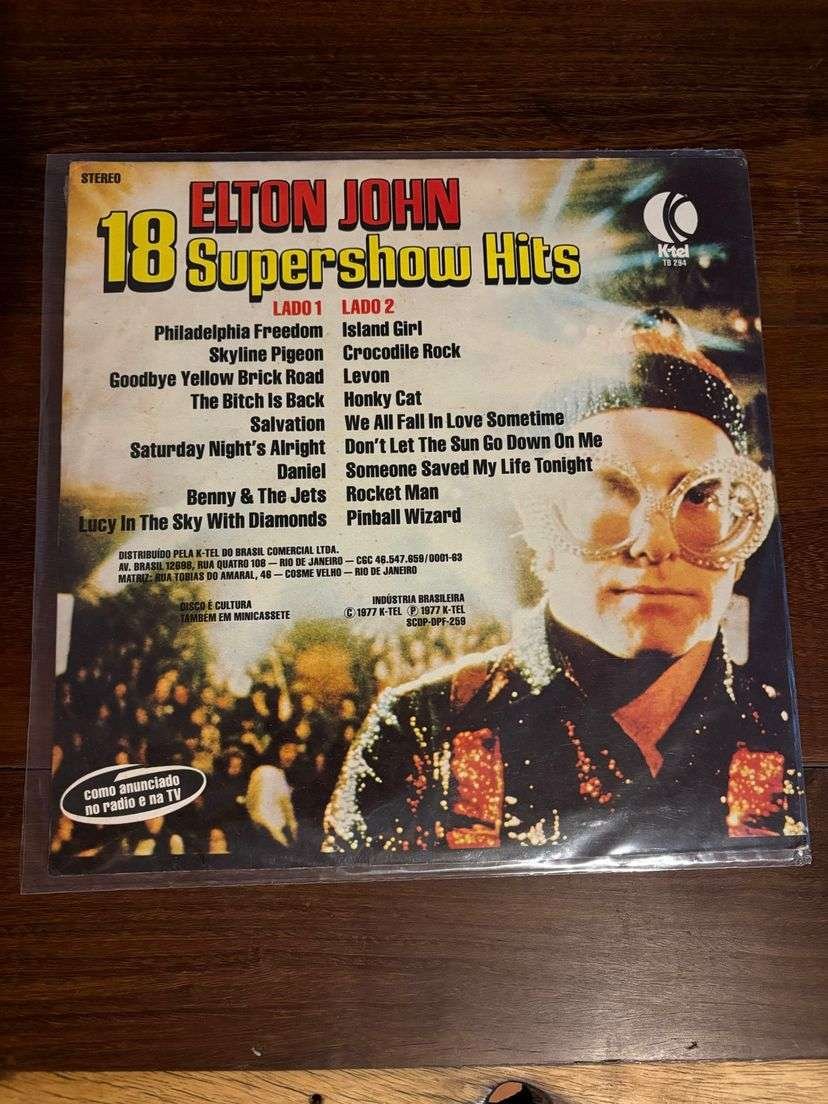 STEREO
ELTON JOHN
18 Supershow Hits
K-tel
TB 294
LADO 1
Philadelphia Freedom
Skyline Pigeon
Goodbye Yellow Brick Road
The Bitch Is Back
Salvation
Saturday Night's Alright
Daniel
Benny & The Jets
Lucy In The Sky With Diamonds
LADO 2
Island Girl
Crocodile Rock
Levon
Honky Cat
We All Fall In Love Sometime
Don't Let The Sun Go Down On Me
Someone Saved My Life Tonight
Rocket Man
Pinball Wizard
DISTRIBUÍDO PELA K-TEL DO BRASIL COMERCIAL LTDA.
AV. BRASIL 12698, RUA QUATRO 108 — RIO DE JANEIRO — CGC 46.547.659/0001-63
MATRIZ: RUA TOBIAS DO AMARAL, 46 — COSME VELHO — RIO DE JANEIRO
DISCO É CULTURA
TAMBÉM EM MINICASSETE
INDÚSTRIA BRASILEIRA
© 1977 K-TEL ℗ 1977 K-TEL
SCDP-DPF-259
como anunciado
no radio e na TV